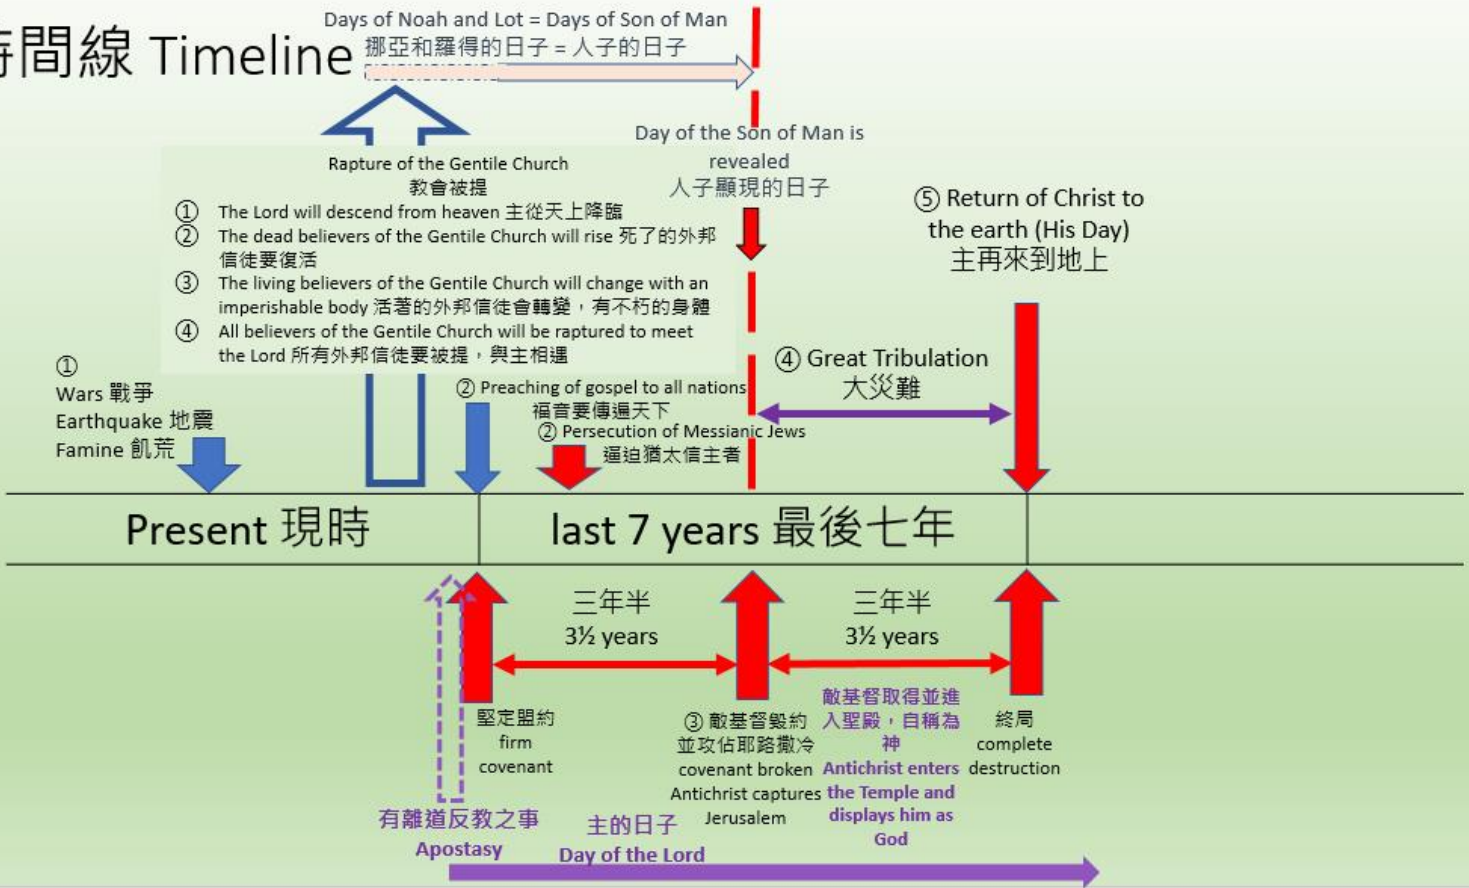 時間線 Timeline
Days of Noah and Lot = Days of Son of Man
挪亞和羅得的日子 = 人子的日子
Day of the Son of Man is
revealed
人子顯現的日子
Rapture of the Gentile Church
教會被提
① The Lord will descend from heaven 主從天上降臨
② The dead believers of the Gentile Church will rise 死了的外邦
信徒要復活
③ The living believers of the Gentile Church will change with an
imperishable body 活著的外邦信徒會轉變，有不朽的身體
④ All believers of the Gentile Church will be raptured to meet
the Lord 所有外邦信徒要被提，與主相遇
⑤ Return of Christ to
the earth (His Day)
主再來到地上
①
Wars 戰爭
Earthquake 地震
Famine 飢荒
② Preaching of gospel to all nations
福音要傳遍天下
② Persecution of Messianic Jews
逼迫猶太信主者
④ Great Tribulation
大災難
Present 現時
last 7 years 最後七年
三年半
3½ years
三年半
3½ years
堅定盟約
firm
covenant
③ 敵基督毀約
並攻佔耶路撒冷
covenant broken
Antichrist captures
Jerusalem
敵基督取得並進
入聖殿，自稱為
神
Antichrist enters
the Temple and
displays him as
God
終局
complete
destruction
有離道反教之事
Apostasy
主的日子
Day of the Lord